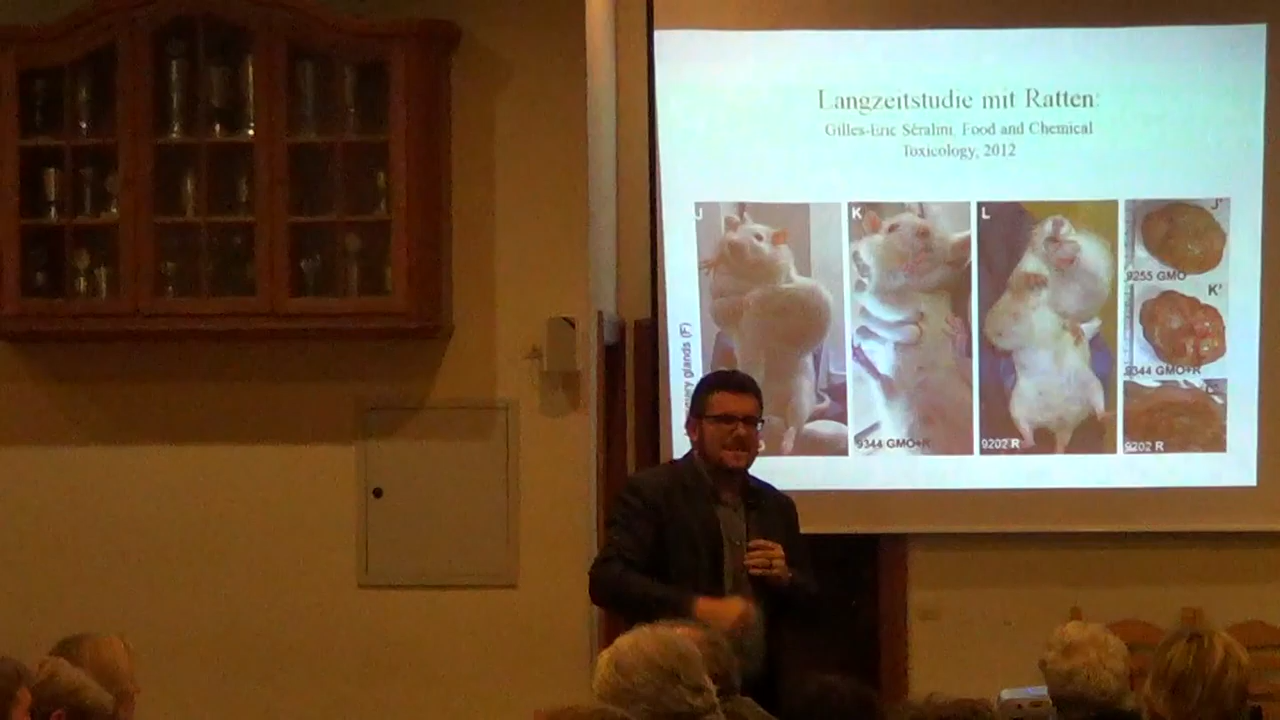 Langzeitstudie mit Ratten:
Gilles-Eric Séralini, Food and Chemical
Toxicology, 2012
J
K
L
J'
9255 GMO
K'
9344 GMO+R
glands (F)
9344 GMO+R
9202 R
9202 R